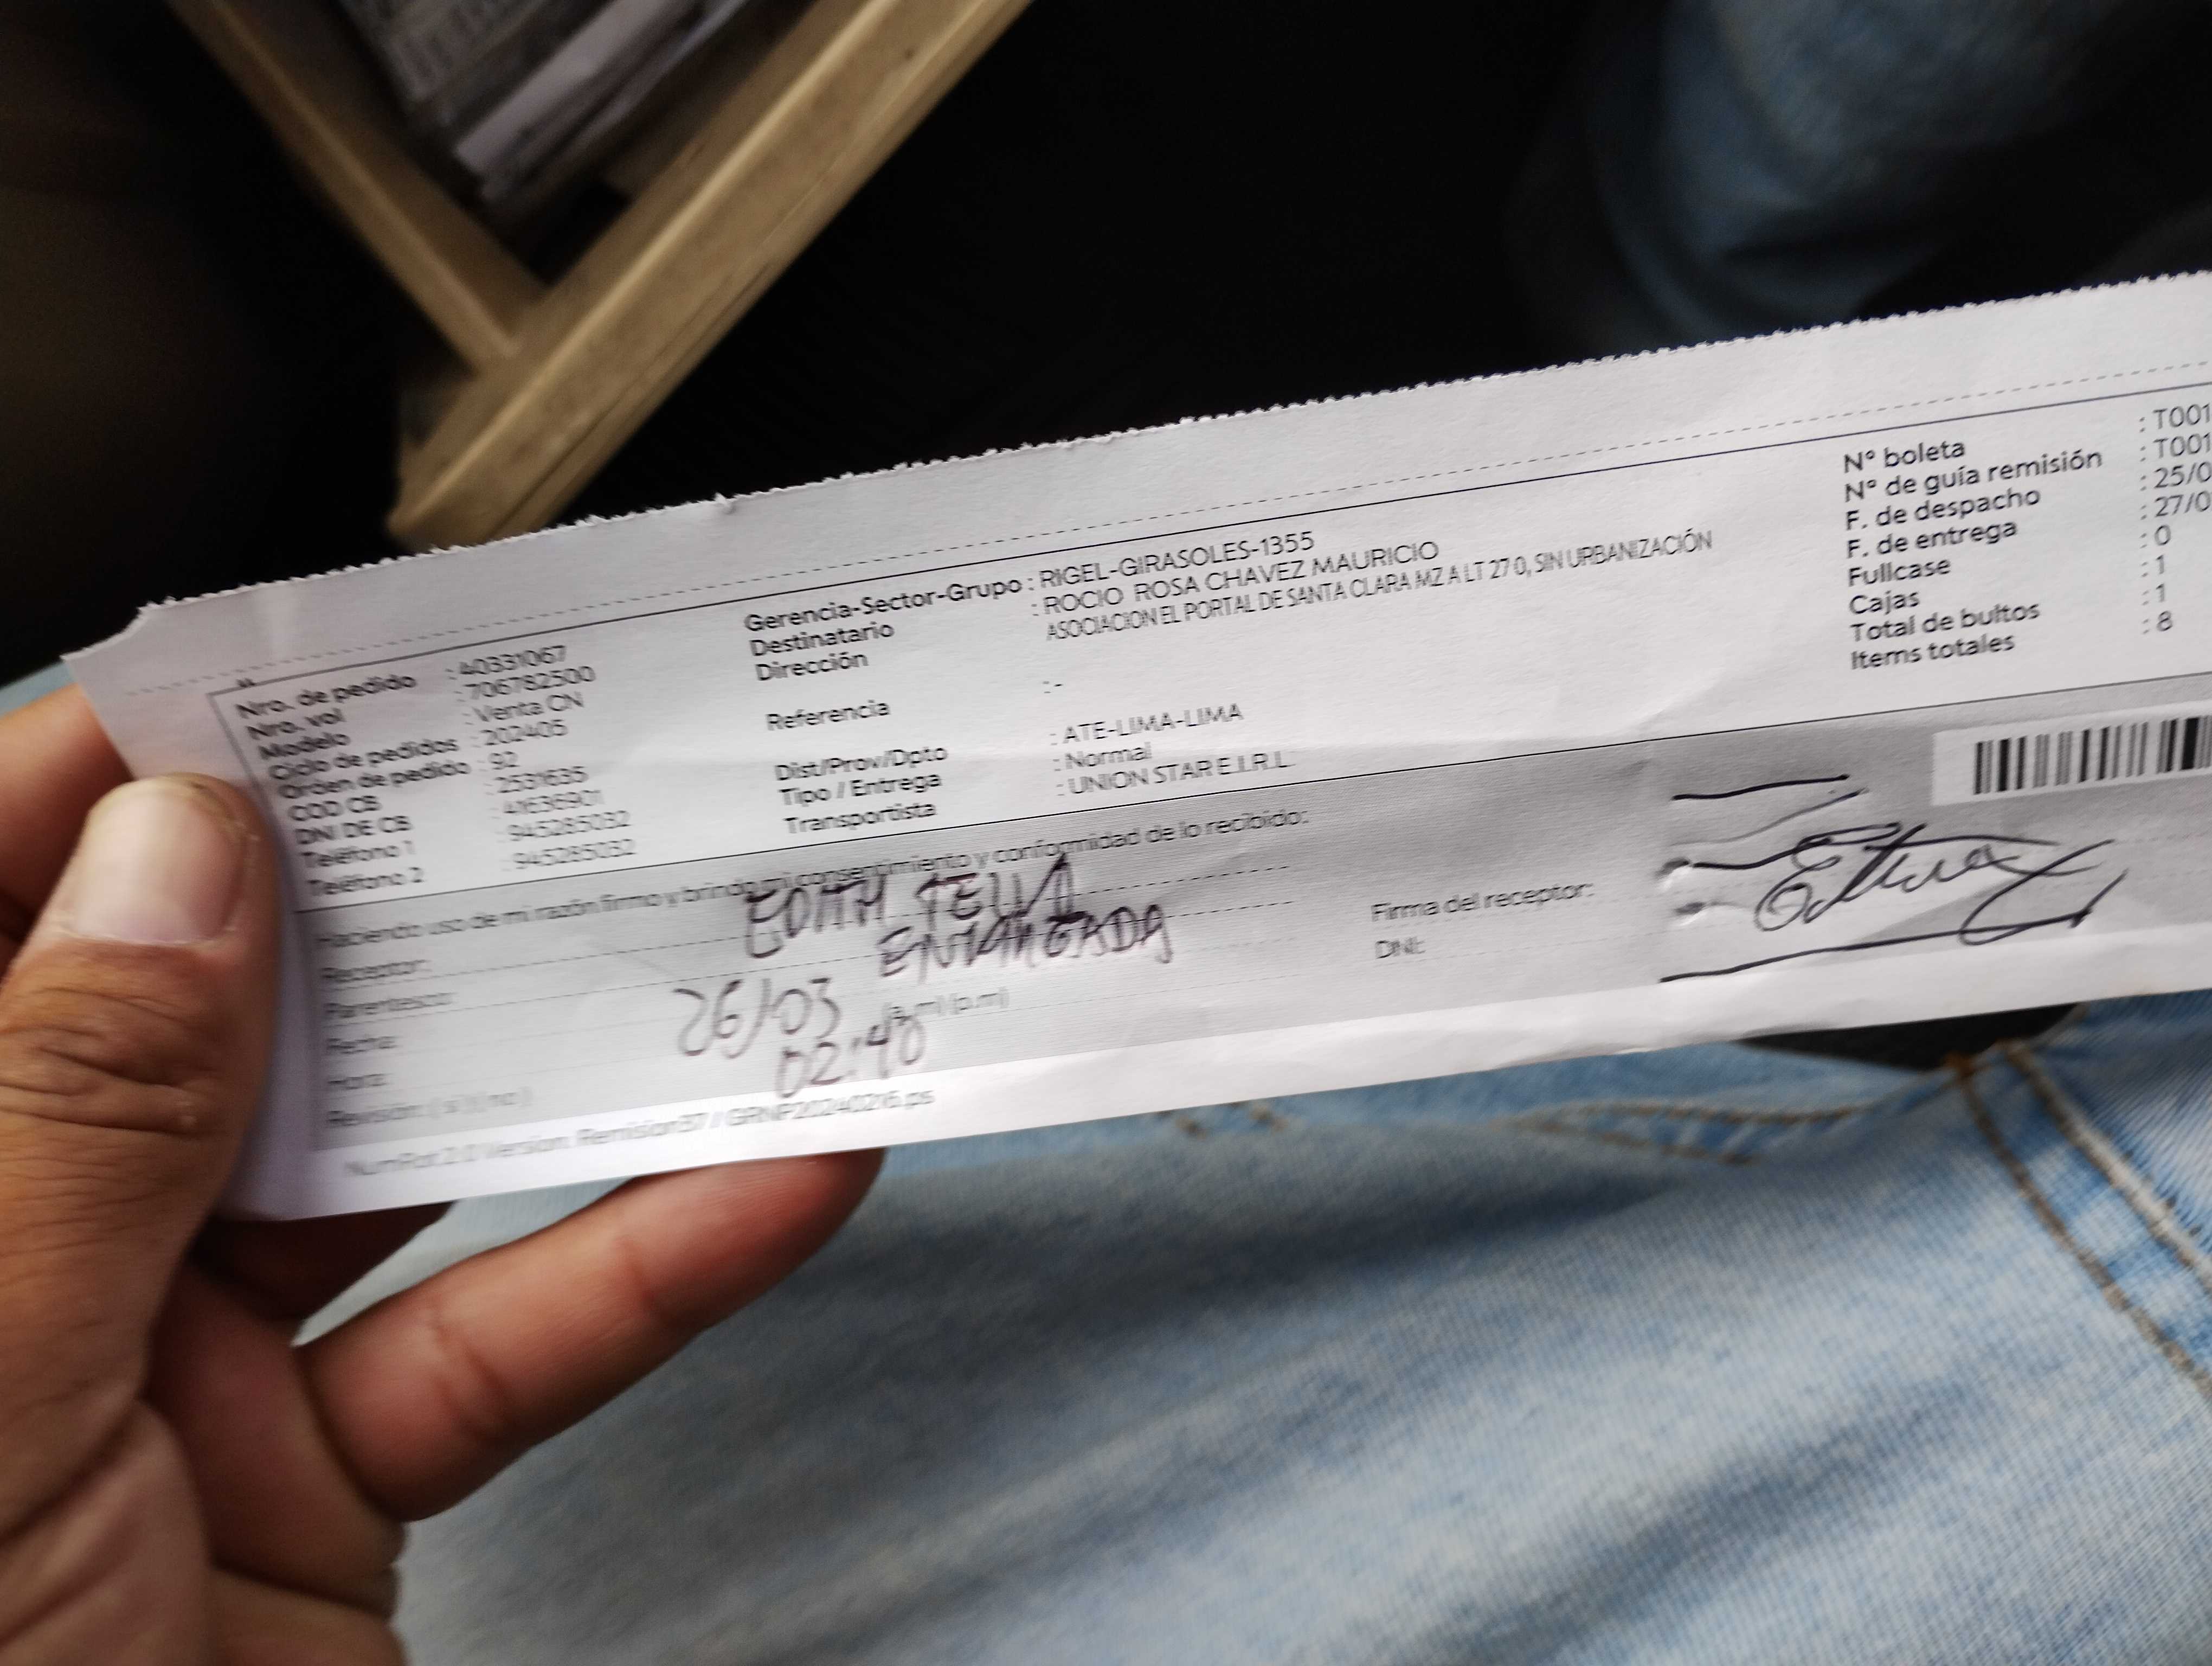 Nro. de pedido : 40331067
Nro. vol : 706782500
Modelo : Venta CN
Ciclo de pedidos : 202405
Orden de pedido : 92
COD CB : 2531635
DNI DE CB : 41636901
Teléfono 1 : 945285032
Teléfono 2 : 945285032
Gerencia-Sector-Grupo : RIGEL-GIRASOLES-1355
Destinatario : ROCIO ROSA CHAVEZ MAURICIO
Dirección ASOCIACION EL PORTAL DE SANTA CLARA MZ A LT 27 0, SIN URBANIZACIÓN
Referencia :-
Dist/Prov/Dpto : ATE-LIMA-LIMA
Tipo / Entrega : Normal
Transportista : UNION STAR E.I.R.L.
N° boleta : T001
N° de guía remisión : T001
F. de despacho : 25/0
F. de entrega : 27/0
Fullcase : 0
Cajas : 1
Total de bultos : 1
Items totales : 8
Haciendo uso de mi razón firmo y brindo mi consentimiento y conformidad de lo recibido:
Receptor: EDITH
Parentesco:
Fecha: 26/03
Hora: 02:48 (a.m) (p.m)
Revisión: ( si ) ( no )
Firma del receptor:
DNI: